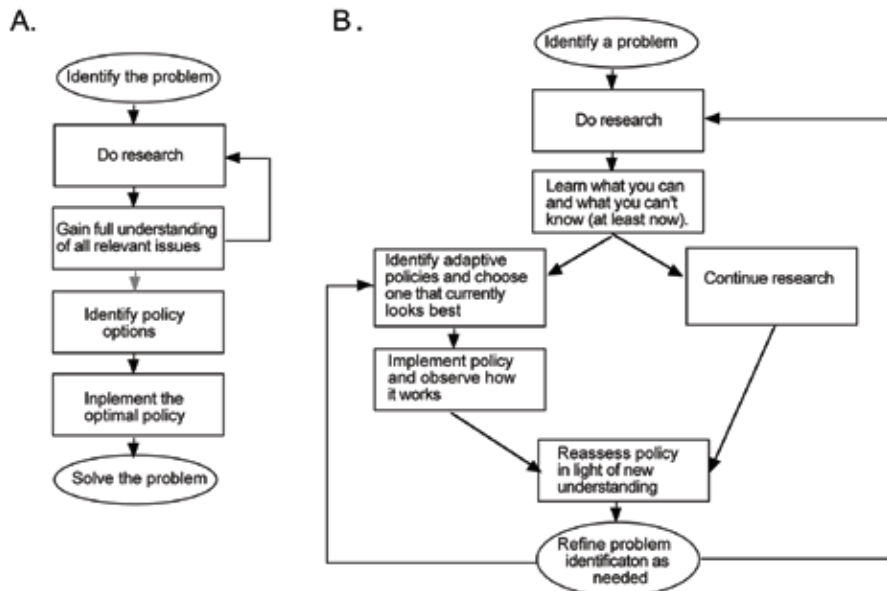 A.
Identify the problem
Do research
Gain full understanding
of all relevant issues
Identify policy
options
Inplement the
optimal policy
Solve the problem
B.
Identify a problem
Do research
Learn what you can
and what you can't
know (at least now).
Identify adaptive
policies and choose
one that currently
looks best
Continue research
Implement policy
and observe how
it works
Reassess policy
in light of new
understanding
Refine problem
identificaton as
needed